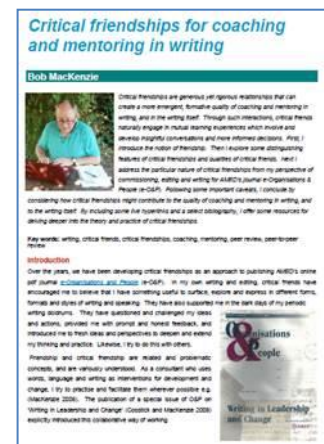 Critical friendships for coaching
and mentoring in writing
Bob MacKenzie
Critical friendships are generous yet rigorous relationships that can
create a more emergent, formative quality of coaching and mentoring in
writing, and in the writing itself. Through such interactions, critical friends
naturally engage in mutual learning experiences which involve and
develop insightful conversations and more informed decisions. First, I
introduce the notion of friendship. Then I explore some distinguishing
features of critical friendships and qualities of critical friends. Next I
address the particular nature of critical friendships from my perspective of
commissioning, editing and writing for AMED's journal e-Organisations &
People (e-O&P). Following some important caveats, I conclude by
considering how critical friendships might contribute to the quality of coaching and mentoring in writing, and
to the writing itself. By including some live hyperlinks and a select bibliography, I offer some resources for
delving deeper into the theory and practice of critical friendships.
Key words: writing, critical friends, critical friendships, coaching, mentoring, peer review, peer-to-peer
review
Introduction
Over the years, we have been developing critical friendships as an approach to publishing AMED's online
pdf journal e-Organisations and People (e-O&P). In my own writing and editing, critical friends have
encouraged me to believe that I have something useful to surface, explore and express in different forms,
formats and styles of writing and speaking. They have also supported me in the dark days of my periodic
writing doldrums. They have questioned and challenged my ideas
and actions, provided me with prompt and honest feedback, and
introduced me to fresh ideas and perspectives to deepen and extend
my thinking and practice. Likewise, I try to do this with others.
Friendship and critical friendship are related and problematic
concepts, and are variously understood. As a consultant who uses
words, language and writing as interventions for development and
change, I try to practise and facilitate them wherever possible e.g.
(MacKenzie 2006). The publication of a special issue of O&P on
'Writing in Leadership and Change' (Goodwin and MacKenzie 2008)
explicitly introduced this collaborative way of working.
Organisations
& People
Writing in Leadership
and Change